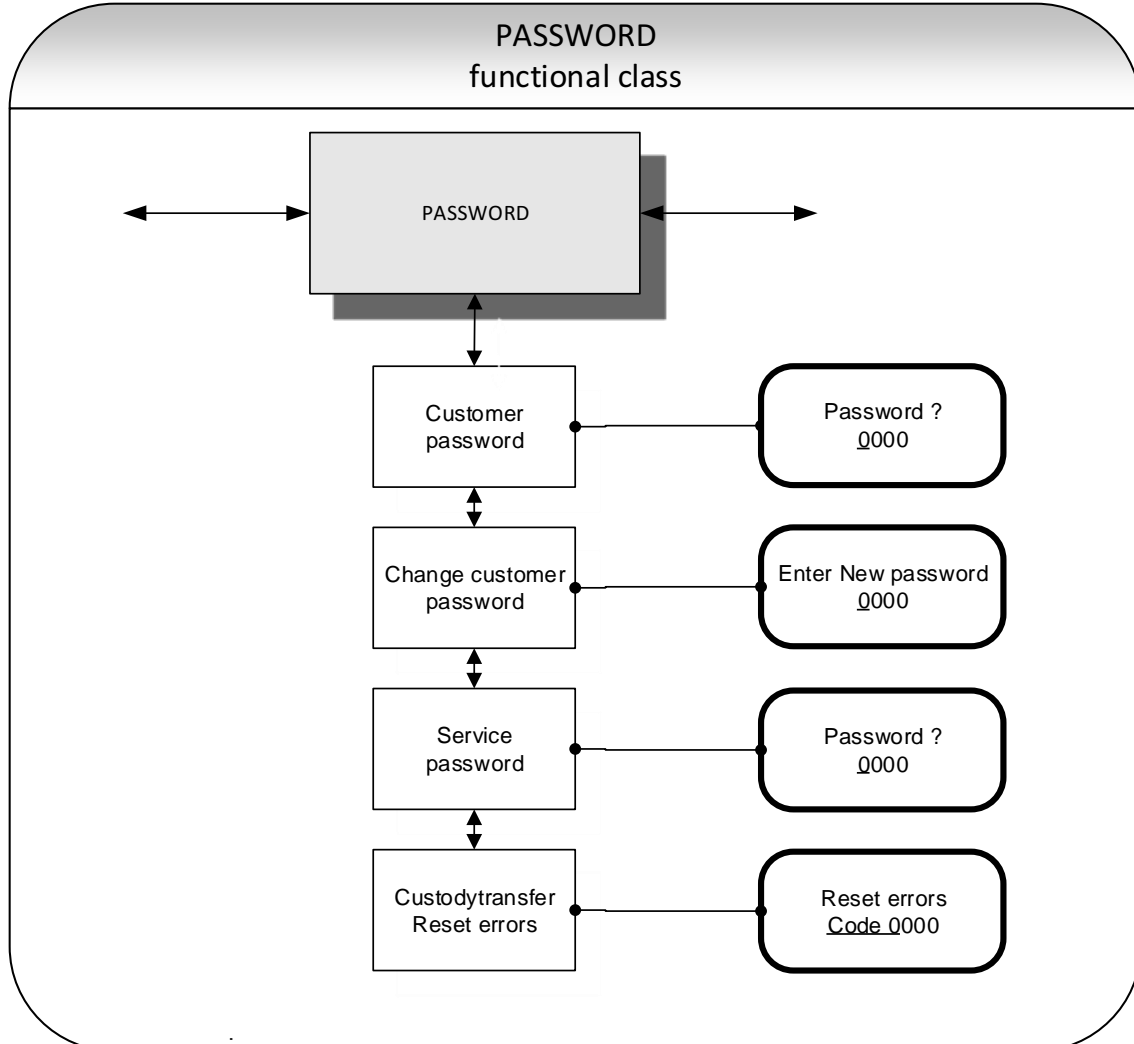 PASSWORD
functional class
PASSWORD
Customer
password
Password ?
0000
Change customer
password
Enter New password
0000
Service
password
Password ?
0000
Custodytransfer
Reset errors
Reset errors
Code 0000